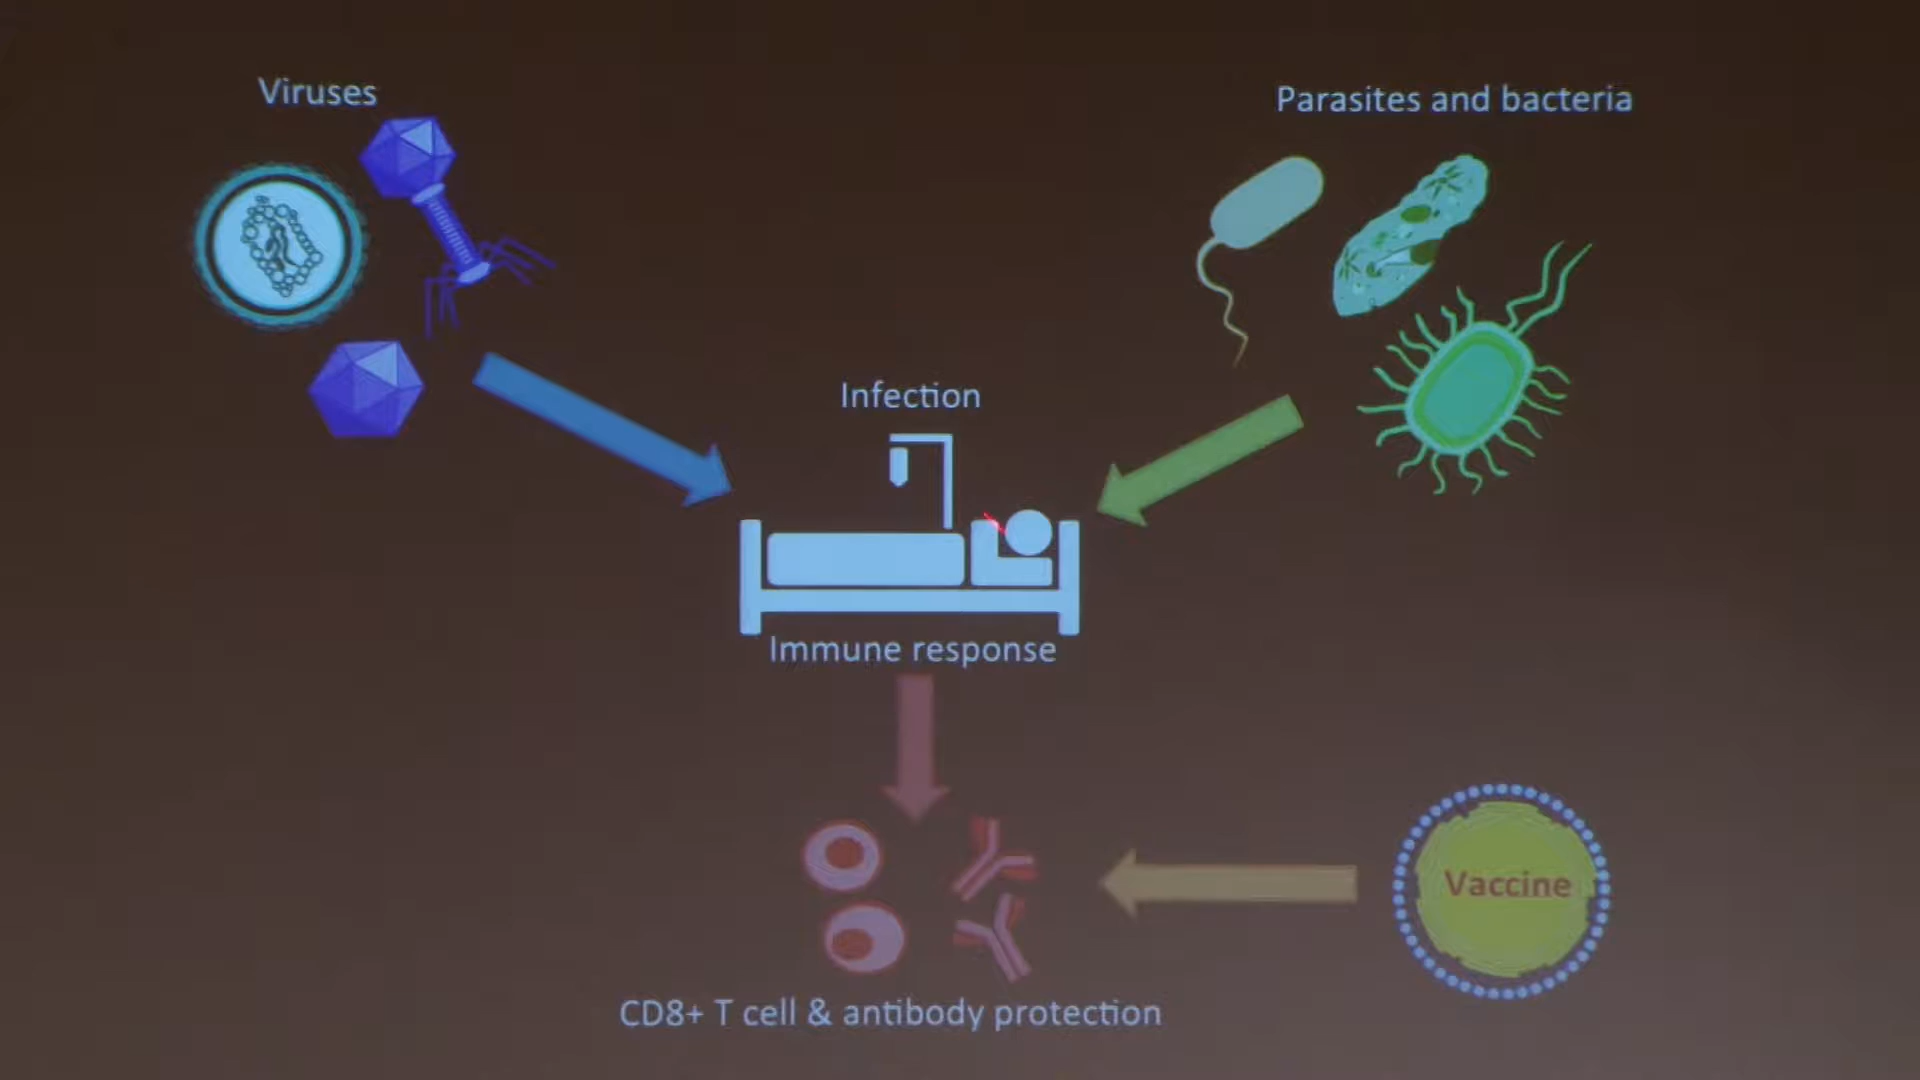 Viruses
Parasites and bacteria
Infection
Immune response
Vaccine
CD8+ T cell & antibody protection